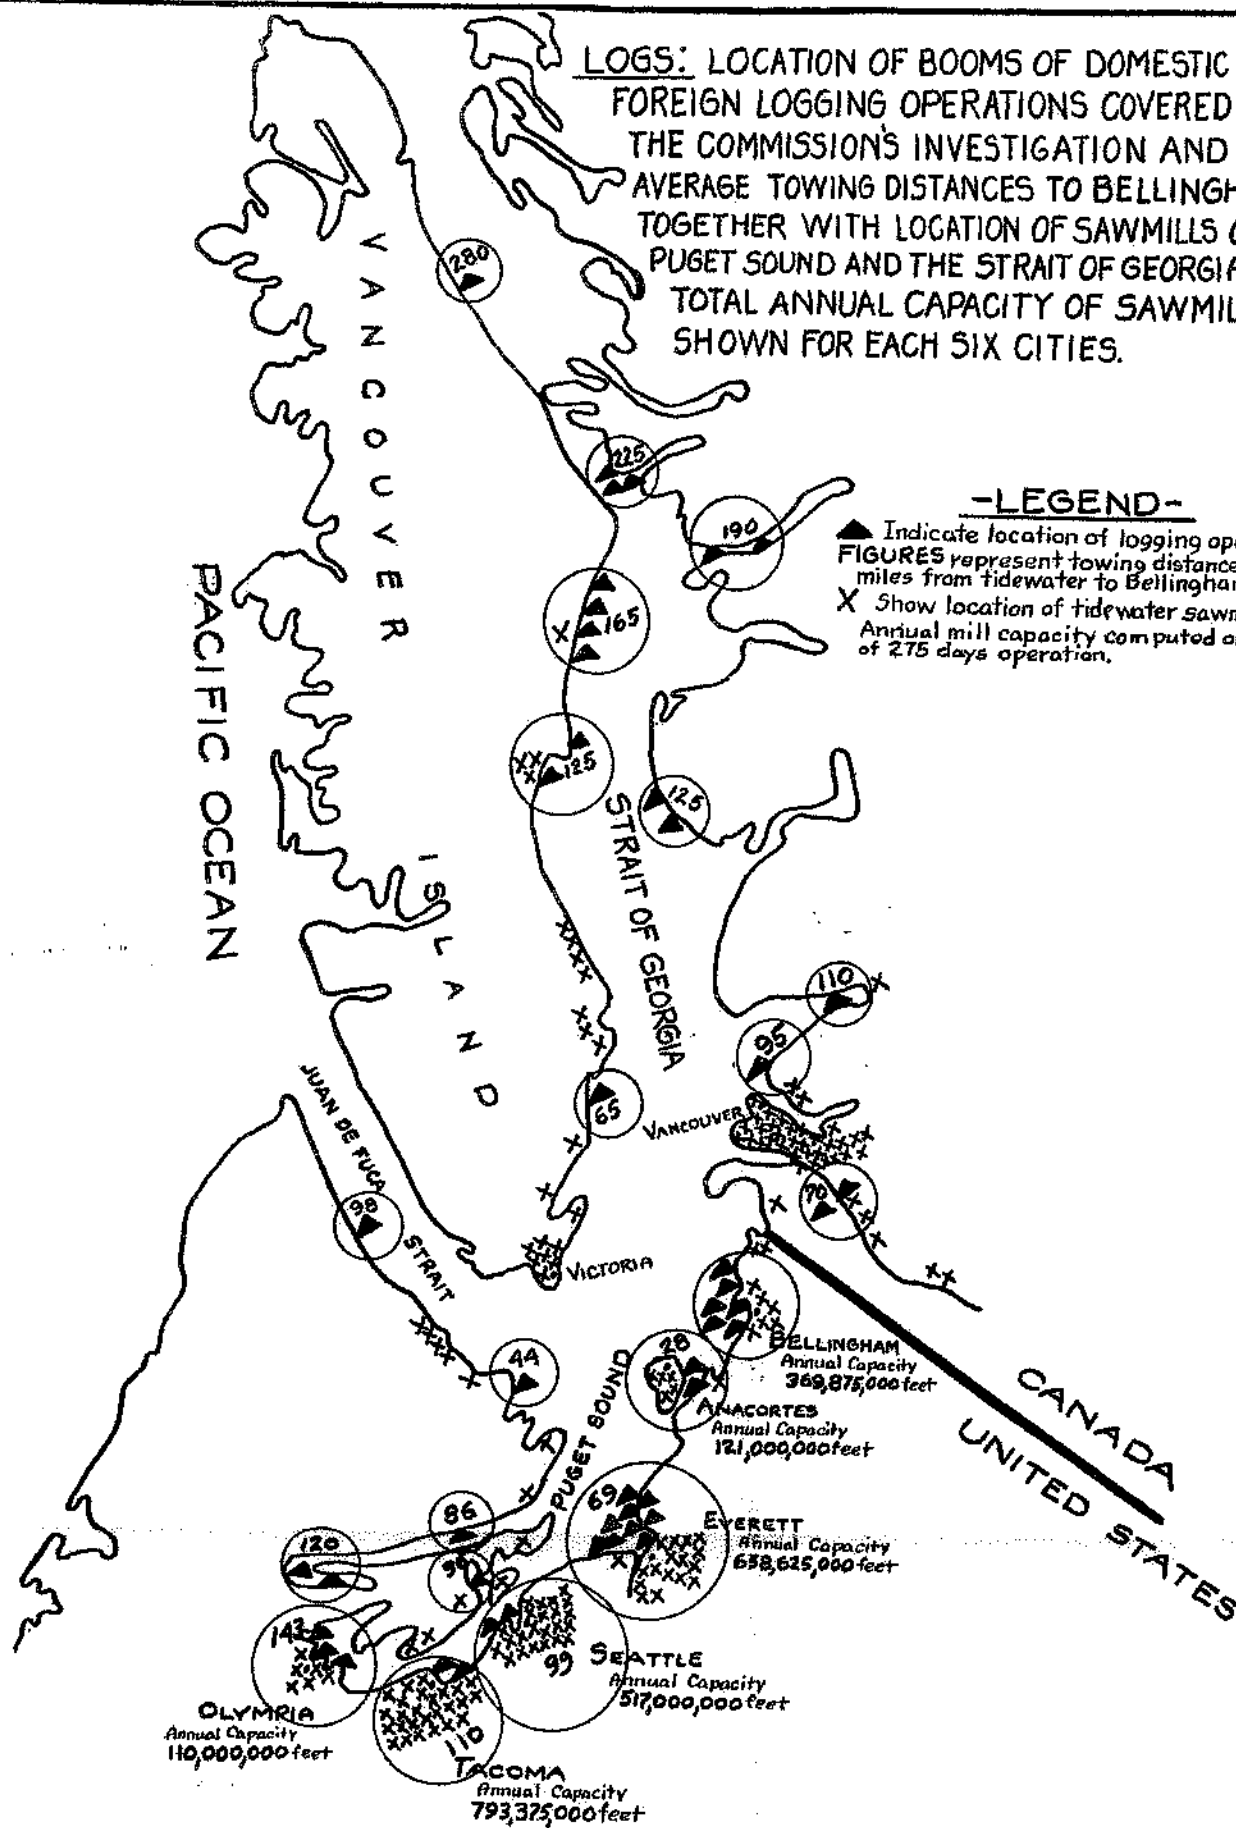 LOGS: LOCATION OF BOOMS OF DOMESTIC
FOREIGN LOGGING OPERATIONS COVERED
THE COMMISSION'S INVESTIGATION AND
AVERAGE TOWING DISTANCES TO BELLINGH
TOGETHER WITH LOCATION OF SAWMILLS
PUGET SOUND AND THE STRAIT OF GEORGIA
TOTAL ANNUAL CAPACITY OF SAWMIL
SHOWN FOR EACH SIX CITIES.
VANCOUVER
ISLAND
PACIFIC OCEAN
280
225
190
-LEGEND-
▲ Indicate location of logging ope
FIGURES represent towing distance
miles from tidewater to Bellingham
X Show location of tidewater sawm
Annual mill capacity computed o
of 275 days operation.
165
125
125
STRAIT OF GEORGIA
110
95
65
VANCOUVER
70
JUAN DE FUCA
STRAIT
98
VICTORIA
BELLINGHAM
Annual Capacity
369,875,000 feet
28
44
ANACORTES
Annual Capacity
121,000,000 feet
CANADA
UNITED STATES
PUGET SOUND
69
EVERETT
Annual Capacity
658,625,000 feet
86
120
99
143
SEATTLE
99
Annual Capacity
517,000,000 feet
OLYMPIA
Annual Capacity
110,000,000 feet
110
TACOMA
Annual Capacity
793,375,000 feet